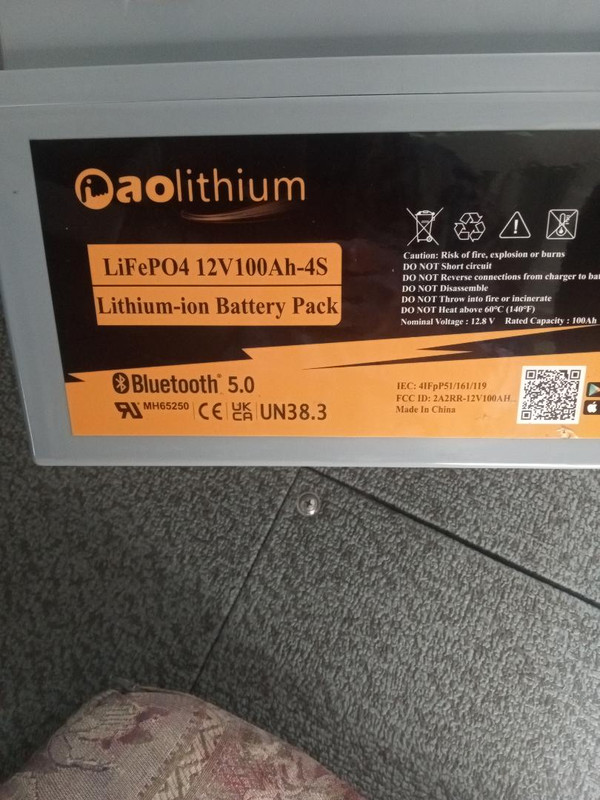 aolithium
LiFePO4 12V100Ah-4S
Lithium-ion Battery Pack
Caution: Risk of fire, explosion or burns
DO NOT Short circuit
DO NOT Reverse connections from charger to
DO NOT Disassemble
DO NOT Throw into fire or incinerate
DO NOT Heat above 60°C (140°F)
Nominal Voltage : 12.8 V Rated Capacity : 100Ah
Bluetooth® 5.0
MH65250 CE UK CA UN38.3
IEC: 4IFpP51/161/119
FCC ID: 2A2RR-12V100AH
Made In China